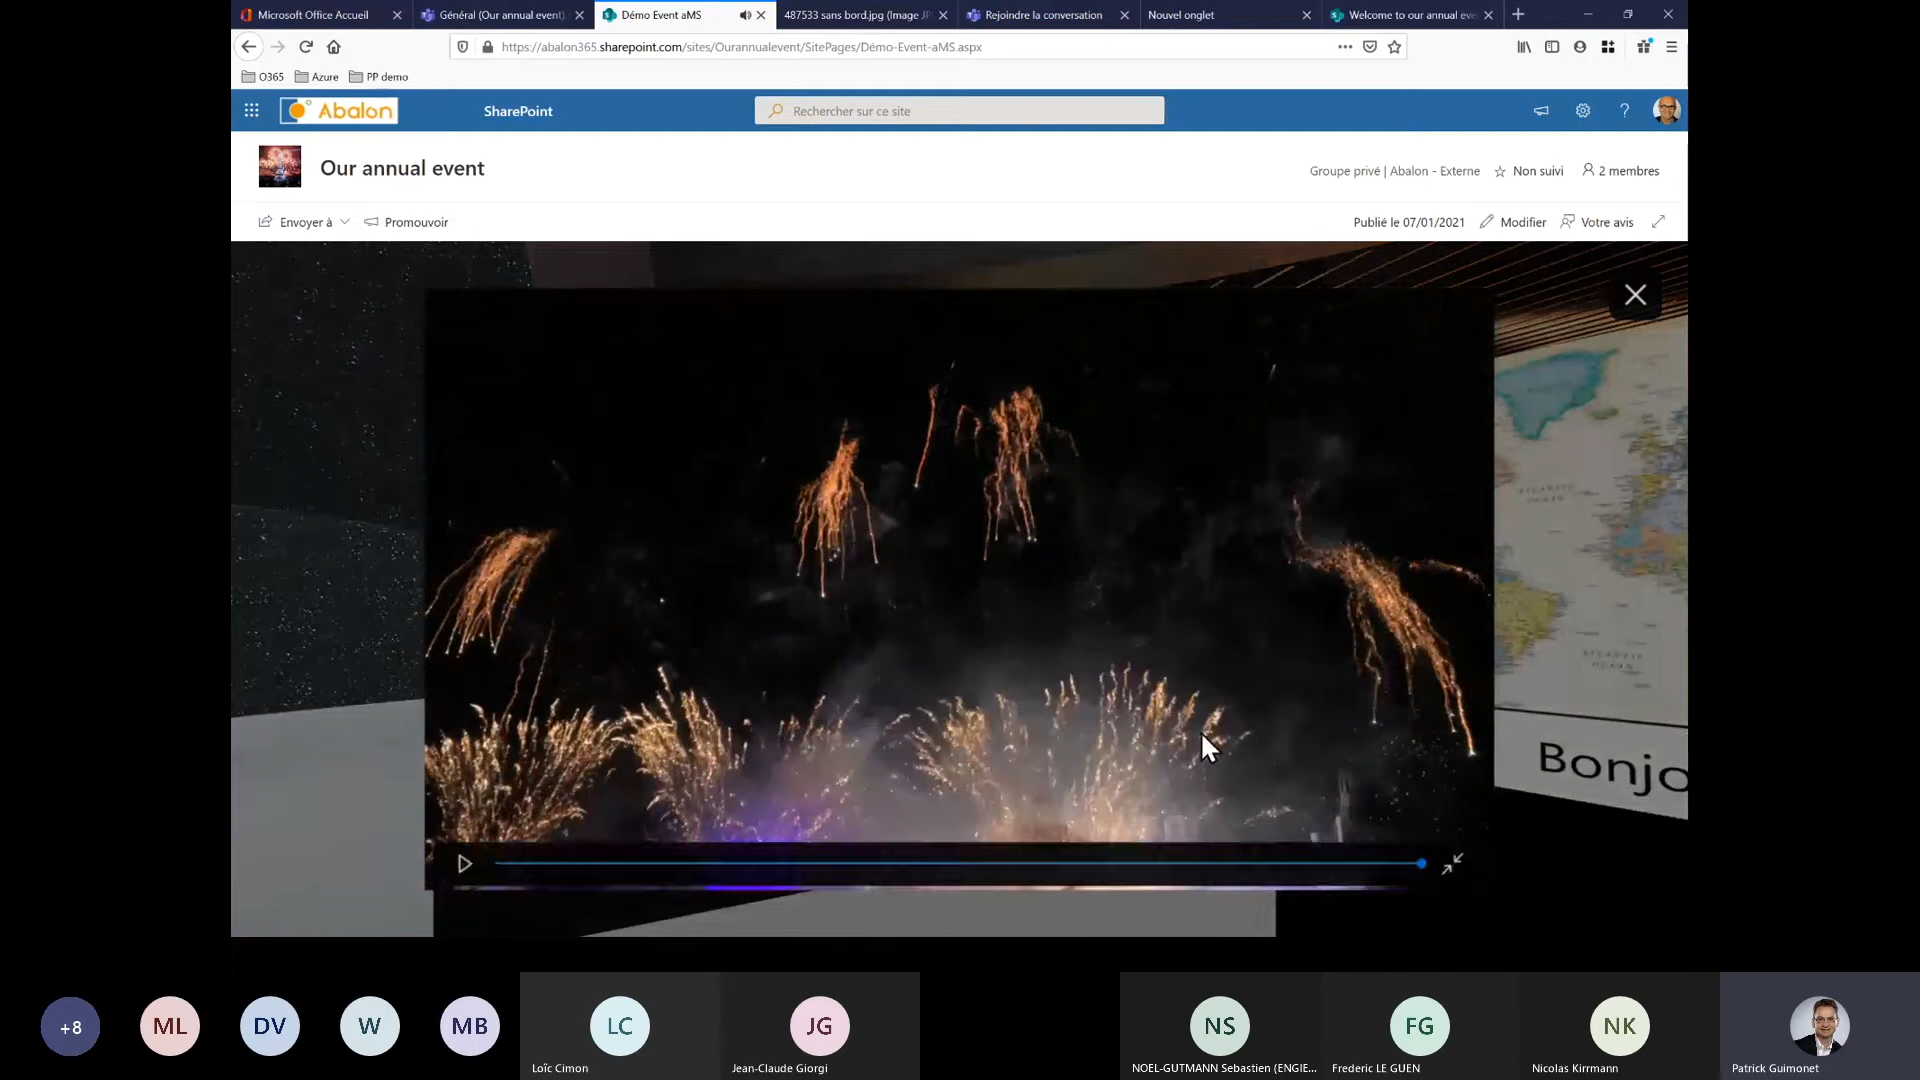 Microsoft Office Accueil
Général (Our annual event)
Démo Event aMS
487533 sans bord.jpg (Image JP
Rejoindre la conversation
Nouvel onglet
Welcome to our annual eve
https://abalon365.sharepoint.com/sites/Ourannualevent/SitePages/Démo-Event-aMS.aspx
O365
Azure
PP demo
Abalon
SharePoint
Rechercher sur ce site
Our annual event
Groupe privé | Abalon - Externe
Non suivi
2 membres
Envoyer à
Promouvoir
Publié le 07/01/2021
Modifier
Votre avis
Bonjo
+8
ML
DV
W
MB
LC
JG
NS
FG
NK
Loïc Cimon
Jean-Claude Giorgi
NOEL-GUTMANN Sebastien (ENGIE...
Frederic LE GUEN
Nicolas Kirrmann
Patrick Guimonet